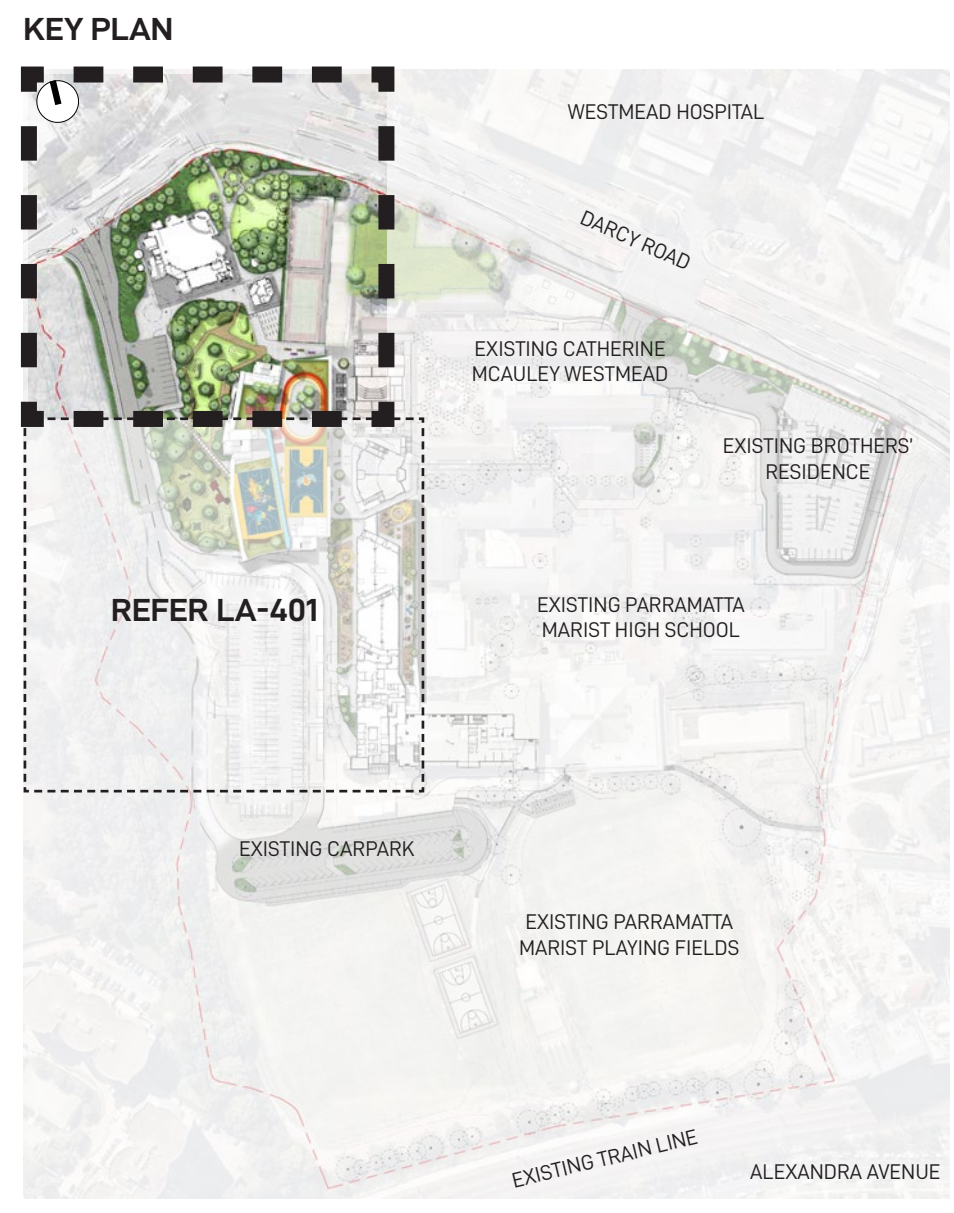 KEY PLAN
WESTMEAD HOSPITAL
DARCY ROAD
EXISTING CATHERINE
MCAULEY WESTMEAD
EXISTING BROTHERS'
RESIDENCE
REFER LA-401
EXISTING PARRAMATTA
MARIST HIGH SCHOOL
EXISTING CARPARK
EXISTING PARRAMATTA
MARIST PLAYING FIELDS
EXISTING TRAIN LINE
ALEXANDRA AVENUE